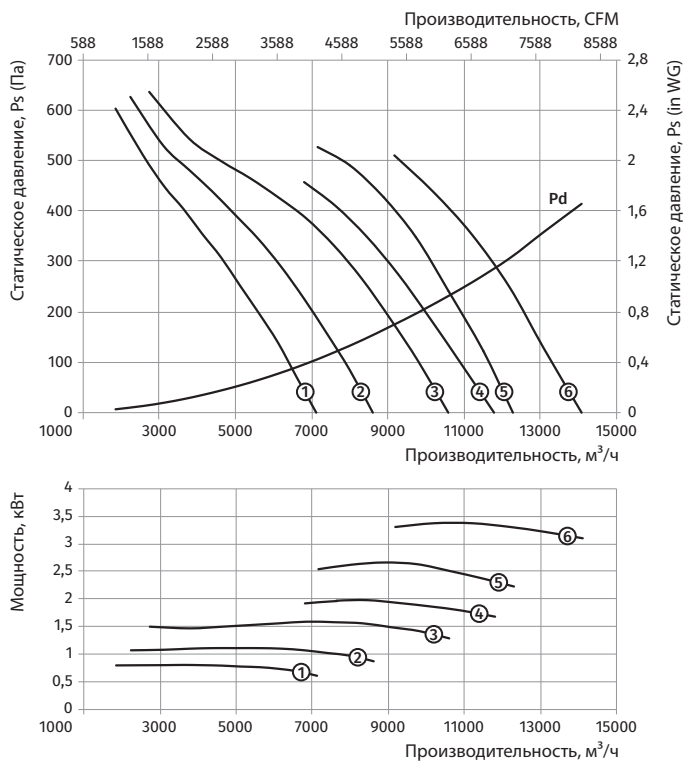 Производительность, CFM
588 1588 2588 3588 4588 5588 6588 7588 8588
Статическое давление, Ps (Па)
Статическое давление, Ps (in WG)
700 2,8
600 2,4
500 2
400 1,6
300 1,2
200 0,8
100 0,4
0 0
Pd
1 2 3 4 5 6
1000 3000 5000 7000 9000 11000 13000 15000
Производительность, м³/ч
Мощность, кВт
4
3,5
3
2,5
2
1,5
1
0,5
0
6
5
4
3
2
1
1000 3000 5000 7000 9000 11000 13000 15000
Производительность, м³/ч